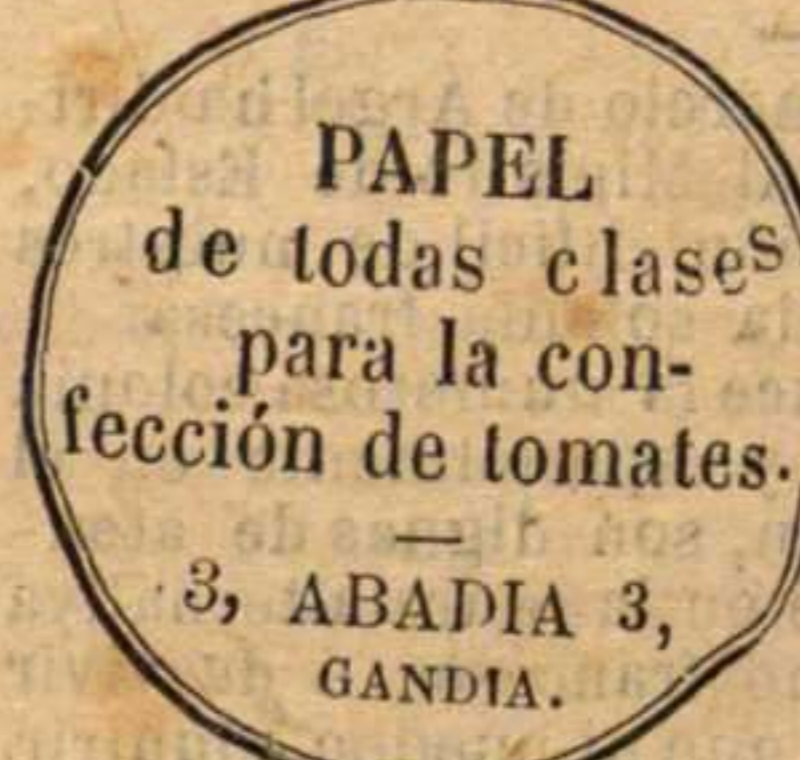 PAPEL
de todas clases
para la con-
fección de tomates.
3, ABADIA 3,
GANDIA.